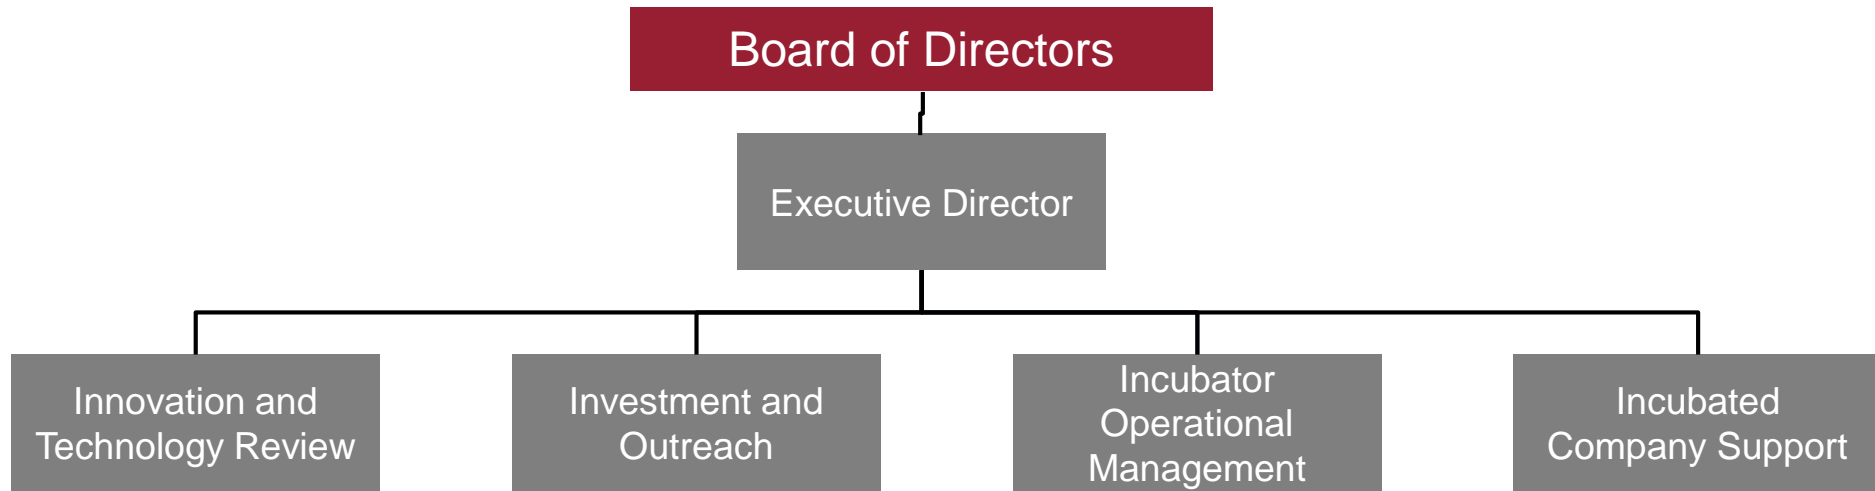 Board of Directors
Executive Director
Innovation and
Technology Review
Investment and
Outreach
Incubator
Operational
Management
Incubated
Company Support